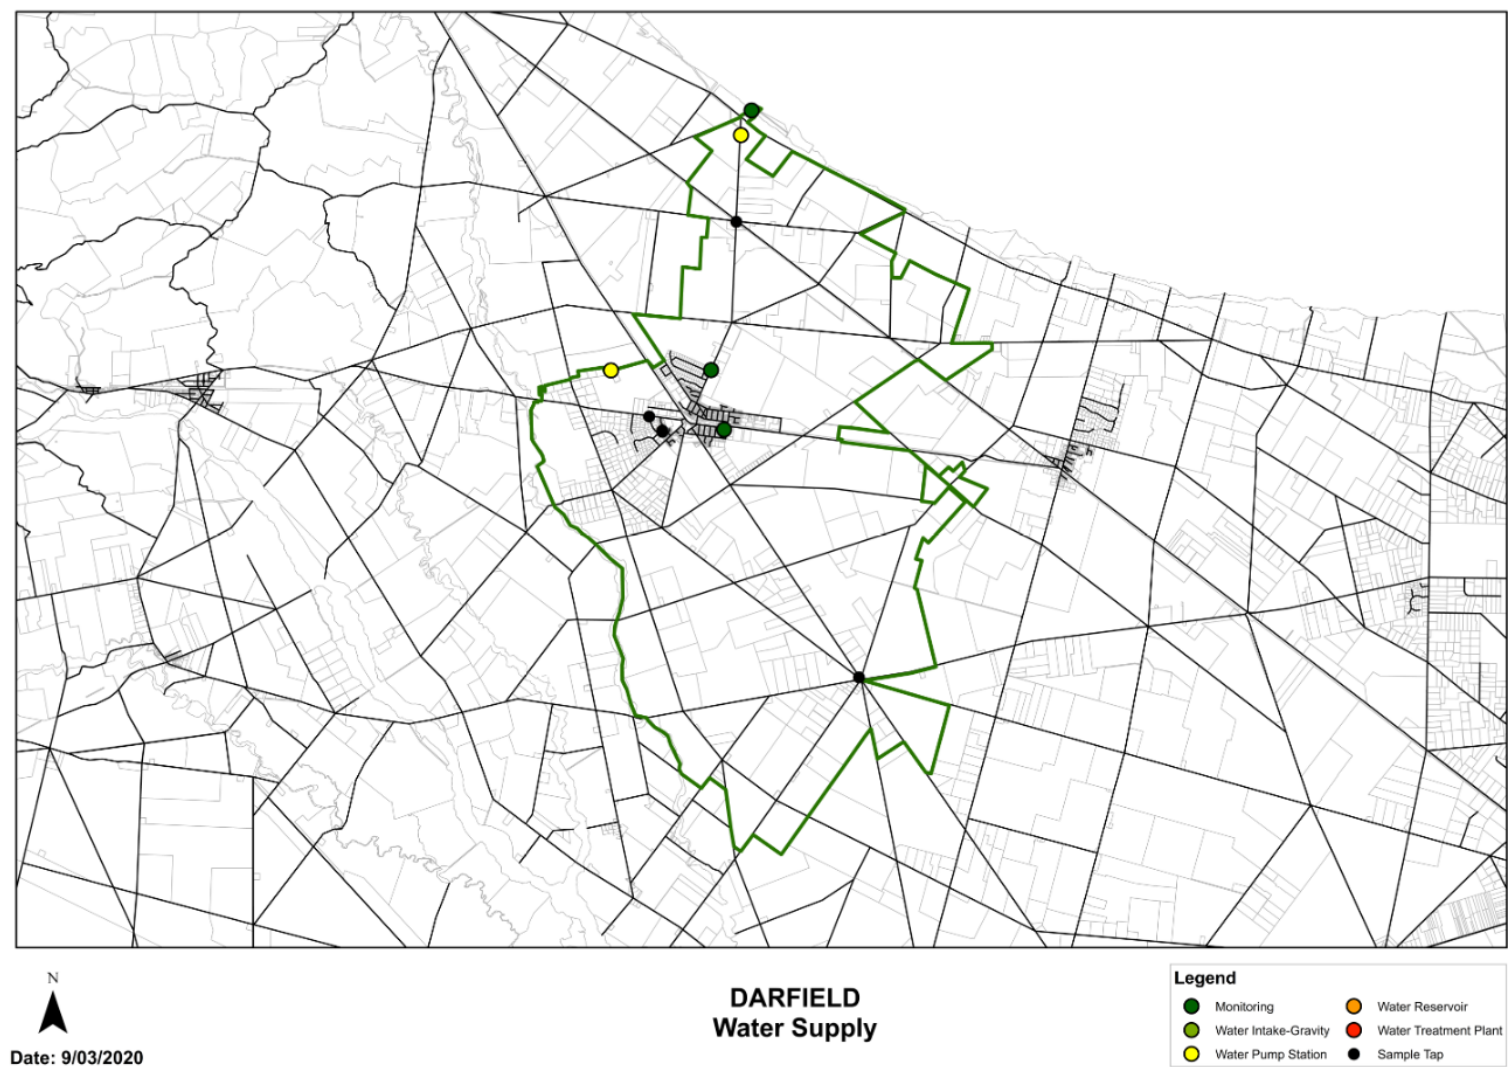 N
Date: 9/03/2020
DARFIELD
Water Supply
Legend
Monitoring
Water Intake-Gravity
Water Pump Station
Water Reservoir
Water Treatment Plant
Sample Tap